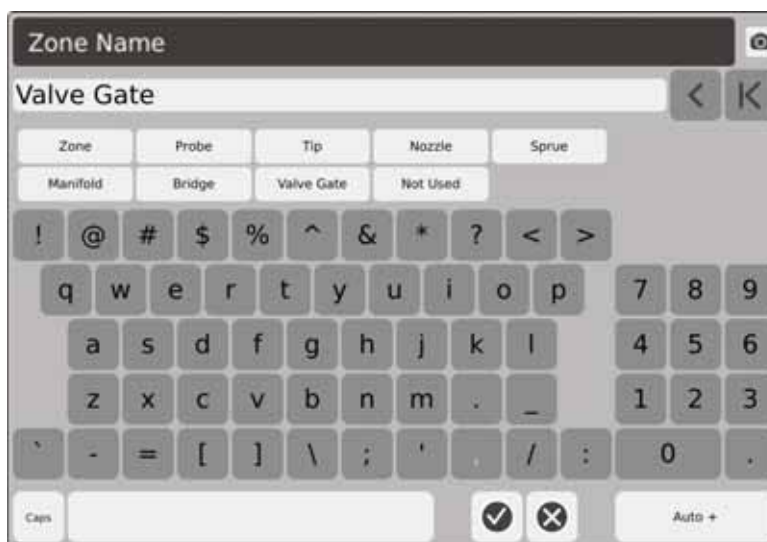 Zone Name
Valve Gate
Zone Probe Tip Nozzle Sprue
Manifold Bridge Valve Gate Not Used
! @ # $ % ^ & * ? < >
q w e r t y u i o p 7 8 9
a s d f g h j k l 4 5 6
z x c v b n m . _ 1 2 3
` - = [ ] \ ; ' , / : 0 .
Caps Auto +